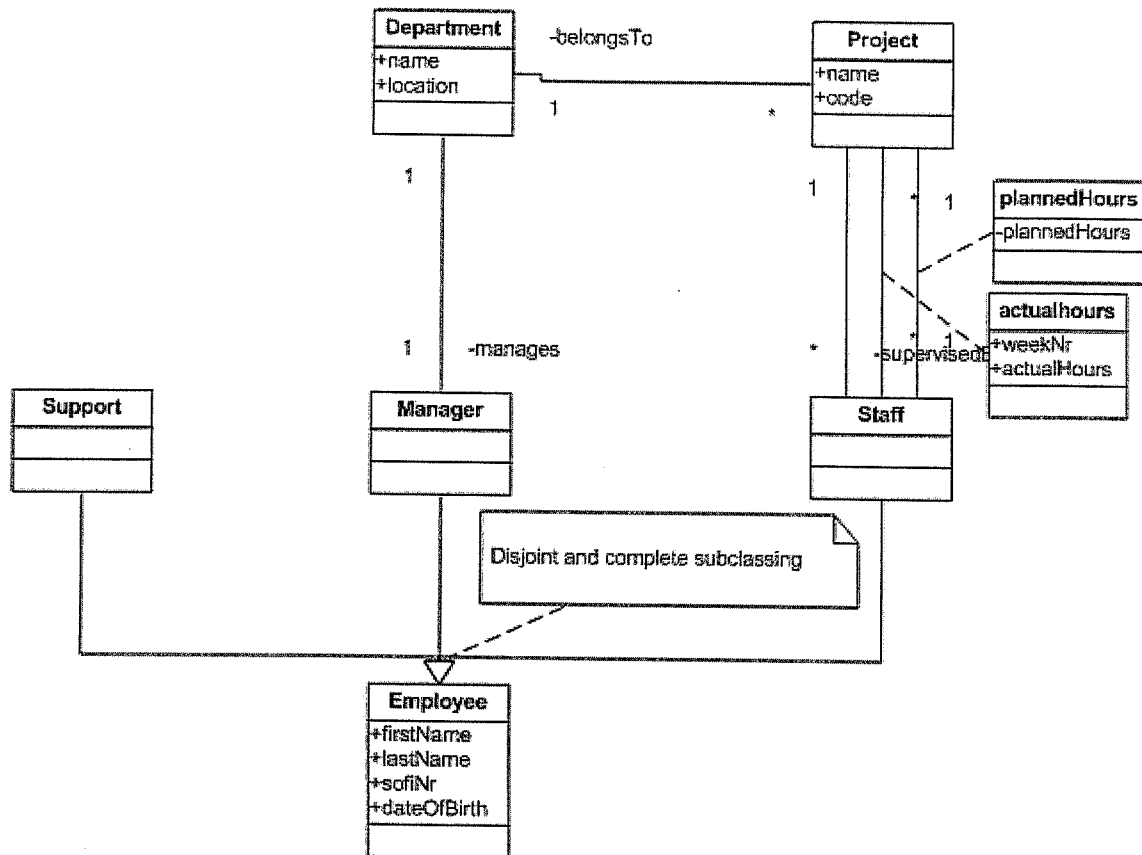 Department
+name
+location
-belongsTo
1
*
Project
+name
+code
1
1
*
1
plannedHours
-plannedHours
actualhours
+weekNr
+actualHours
1
-manages
*
*
1
Support
Manager
Staff
Disjoint and complete subclassing
Employee
+firstName
+lastName
+sofiNr
+dateOfBirth